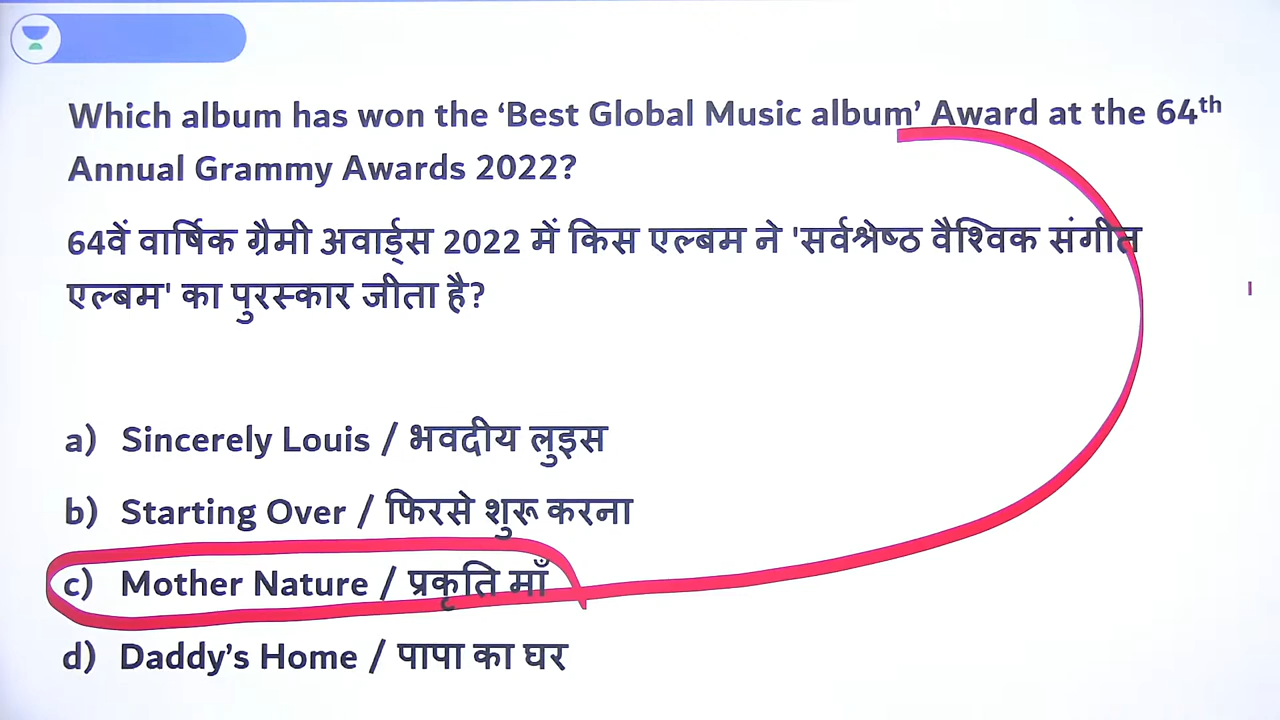 Which album has won the ‘Best Global Music album’ Award at the 64th
Annual Grammy Awards 2022?
64वें वार्षिक ग्रैमी अवार्ड्स 2022 में किस एल्बम ने 'सर्वश्रेष्ठ वैश्विक संगीत
एल्बम' का पुरस्कार जीता है?
a) Sincerely Louis / भवदीय लुइस
b) Starting Over / फिरसे शुरू करना
c) Mother Nature / प्रकृति माँ
d) Daddy’s Home / पापा का घर